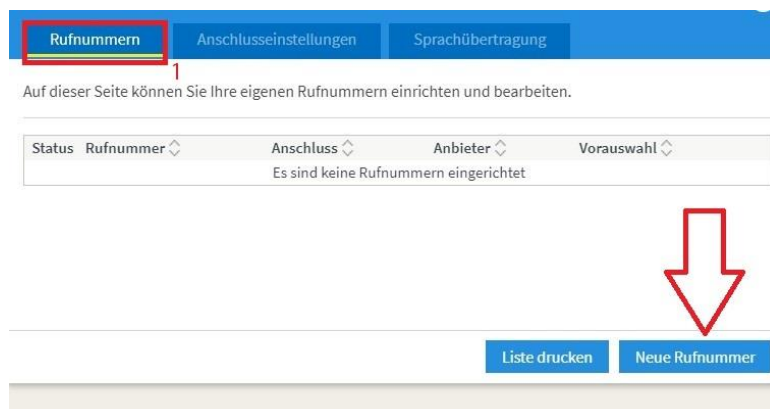 Rufnummern Anschlusseinstellungen Sprachübertragung
1
Auf dieser Seite können Sie Ihre eigenen Rufnummern einrichten und bearbeiten.
Status Rufnummer Anschluss Anbieter Vorauswahl
Es sind keine Rufnummern eingerichtet
Liste drucken Neue Rufnummer